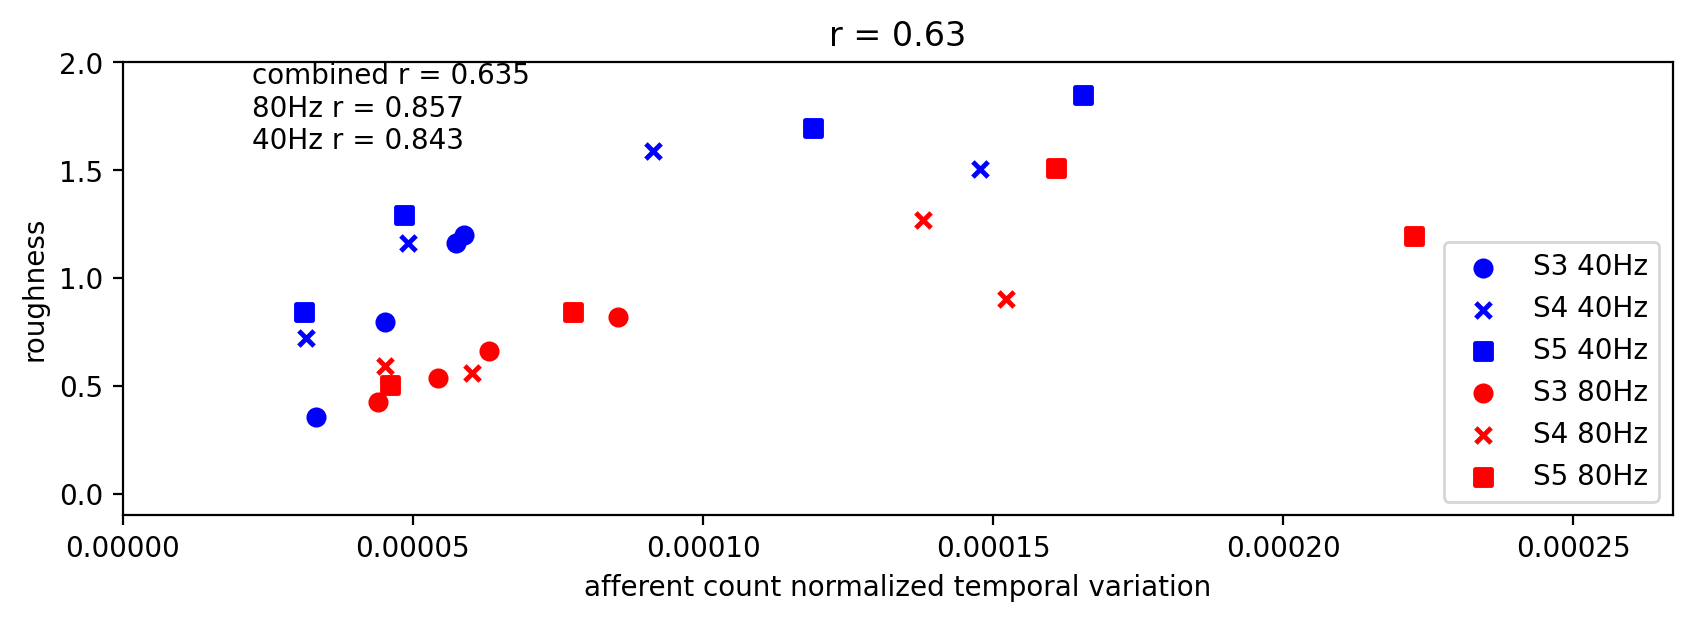 r = 0.63
combined r = 0.635
80Hz r = 0.857
40Hz r = 0.843
2.0
1.5
1.0
0.5
0.0
roughness
S3 40Hz
S4 40Hz
S5 40Hz
S3 80Hz
S4 80Hz
S5 80Hz
0.00000 0.00005 0.00010 0.00015 0.00020 0.00025
afferent count normalized temporal variation